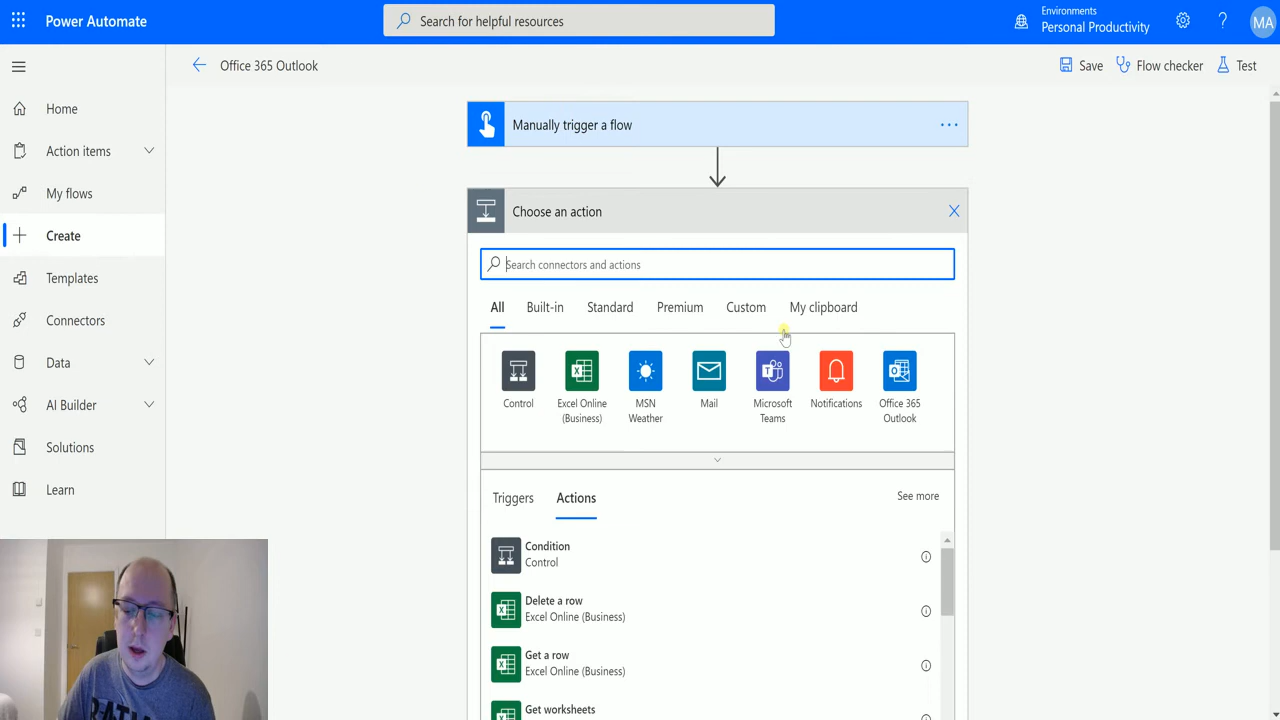 Power Automate
Search for helpful resources
Environments
Personal Productivity
?
MA
Office 365 Outlook
Save
Flow checker
Test
Home
Action items
My flows
Create
Templates
Connectors
Data
AI Builder
Solutions
Learn
Manually trigger a flow
Choose an action
Search connectors and actions
All
Built-in
Standard
Premium
Custom
My clipboard
Control
Excel Online
(Business)
MSN
Weather
Mail
Microsoft
Teams
Notifications
Office 365
Outlook
Triggers
Actions
See more
Condition
Control
Delete a row
Excel Online (Business)
Get a row
Excel Online (Business)
Get worksheets